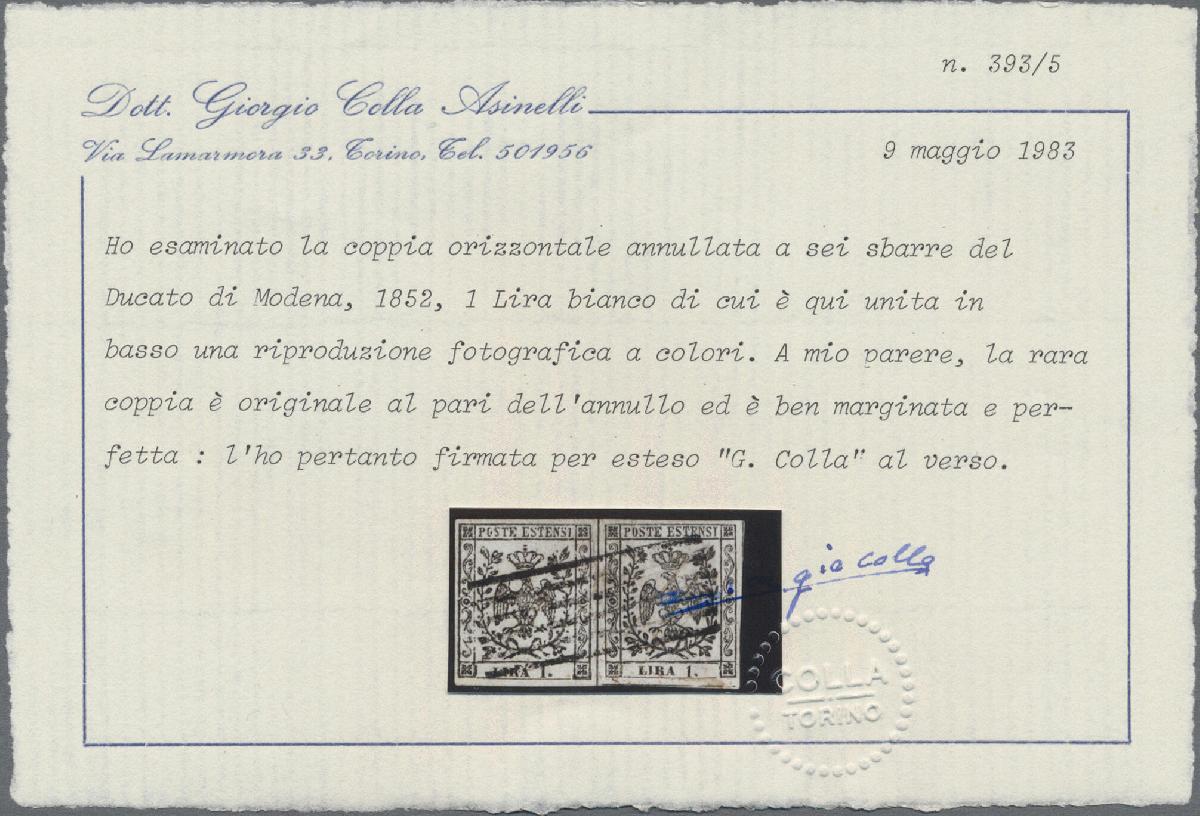 n. 393/5
Dott. Giorgio Colla Asinelli
Via Lamarmora 33, Torino, Tel. 501956
9 maggio 1983
Ho esaminato la coppia orizzontale annullata a sei sbarre del
Ducato di Modena, 1852, 1 Lira bianco di cui è qui unita in
basso una riproduzione fotografica a colori. A mio parere, la rara
coppia è originale al pari dell'annullo ed è ben marginata e per-
fetta : l'ho pertanto firmata per esteso "G. Colla" al verso.
POSTE ESTENSI POSTE ESTENSI
LIRA 1. LIRA 1.
gio colla
COLLA
TORINO